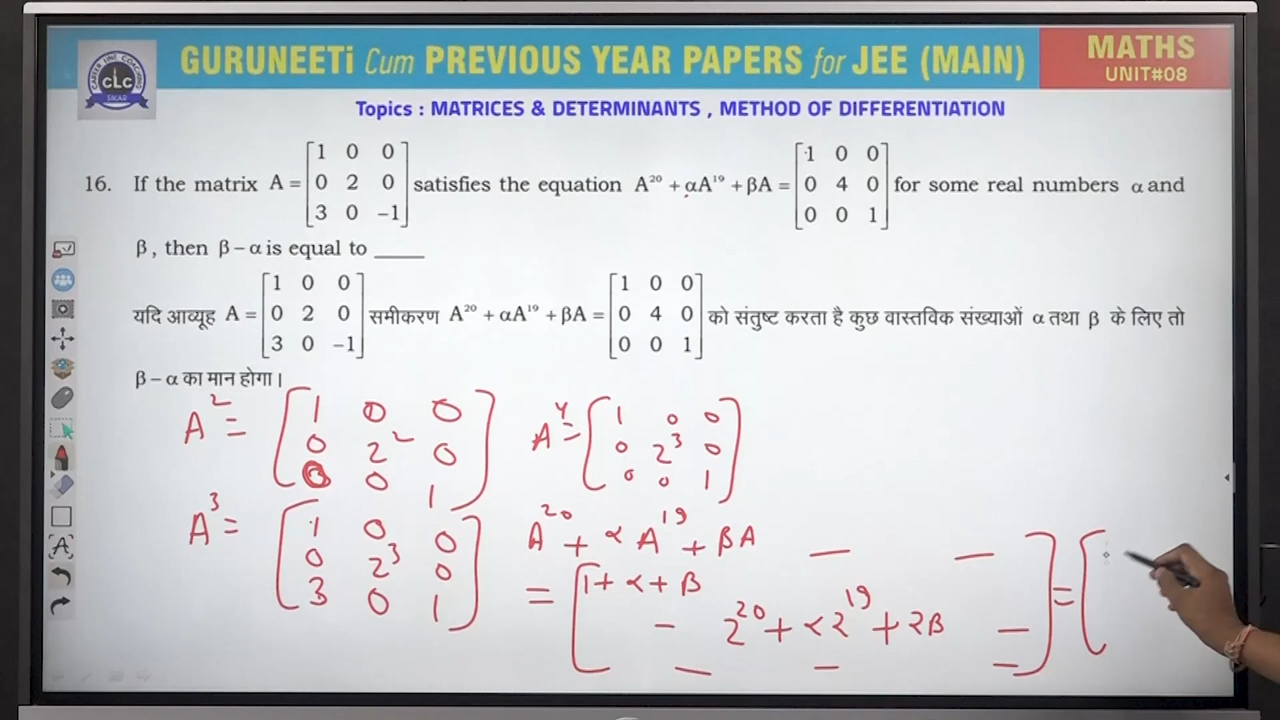 CAREER LINE COACHING
CLC
SIKAR
GURUNEETi Cum PREVIOUS YEAR PAPERS for JEE (MAIN)
MATHS
UNIT#08
Topics : MATRICES & DETERMINANTS , METHOD OF DIFFERENTIATION
16. If the matrix A = [1 0 0; 0 2 0; 3 0 −1] satisfies the equation A²⁰ + αA¹⁹ + βA = [1 0 0; 0 4 0; 0 0 1] for some real numbers α and
β, then β – α is equal to ____
यदि आव्यूह A = [1 0 0; 0 2 0; 3 0 −1] समीकरण A²⁰ + αA¹⁹ + βA = [1 0 0; 0 4 0; 0 0 1] को संतुष्ट करता है कुछ वास्तविक संख्याओं α तथा β के लिए तो
β – α का मान होगा।
A² = [1 0 0; 0 2² 0; 0 0 1]
A⁴ = [1 0 0; 0 2³ 0; 0 0 1]
A³ = [1 0 0; 0 2³ 0; 3 0 1]
A²⁰ + αA¹⁹ + βA
= [1+α+β — —; – 2²⁰+α2¹⁹+2β —; — – –] = [